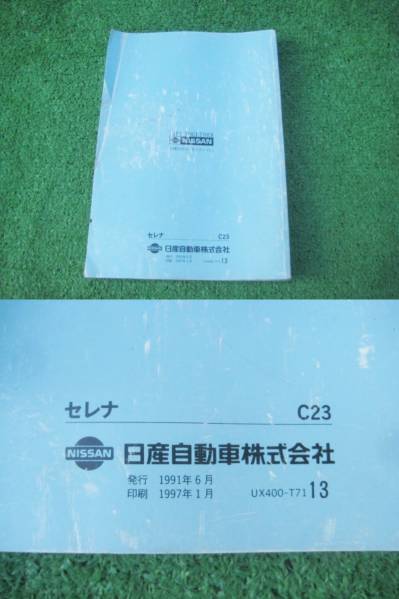 NISSAN
セレナ C23
日産自動車株式会社
13
セレナ C23
NISSAN 日産自動車株式会社
発行 1991年6月
印刷 1997年1月 UX400-T71 13